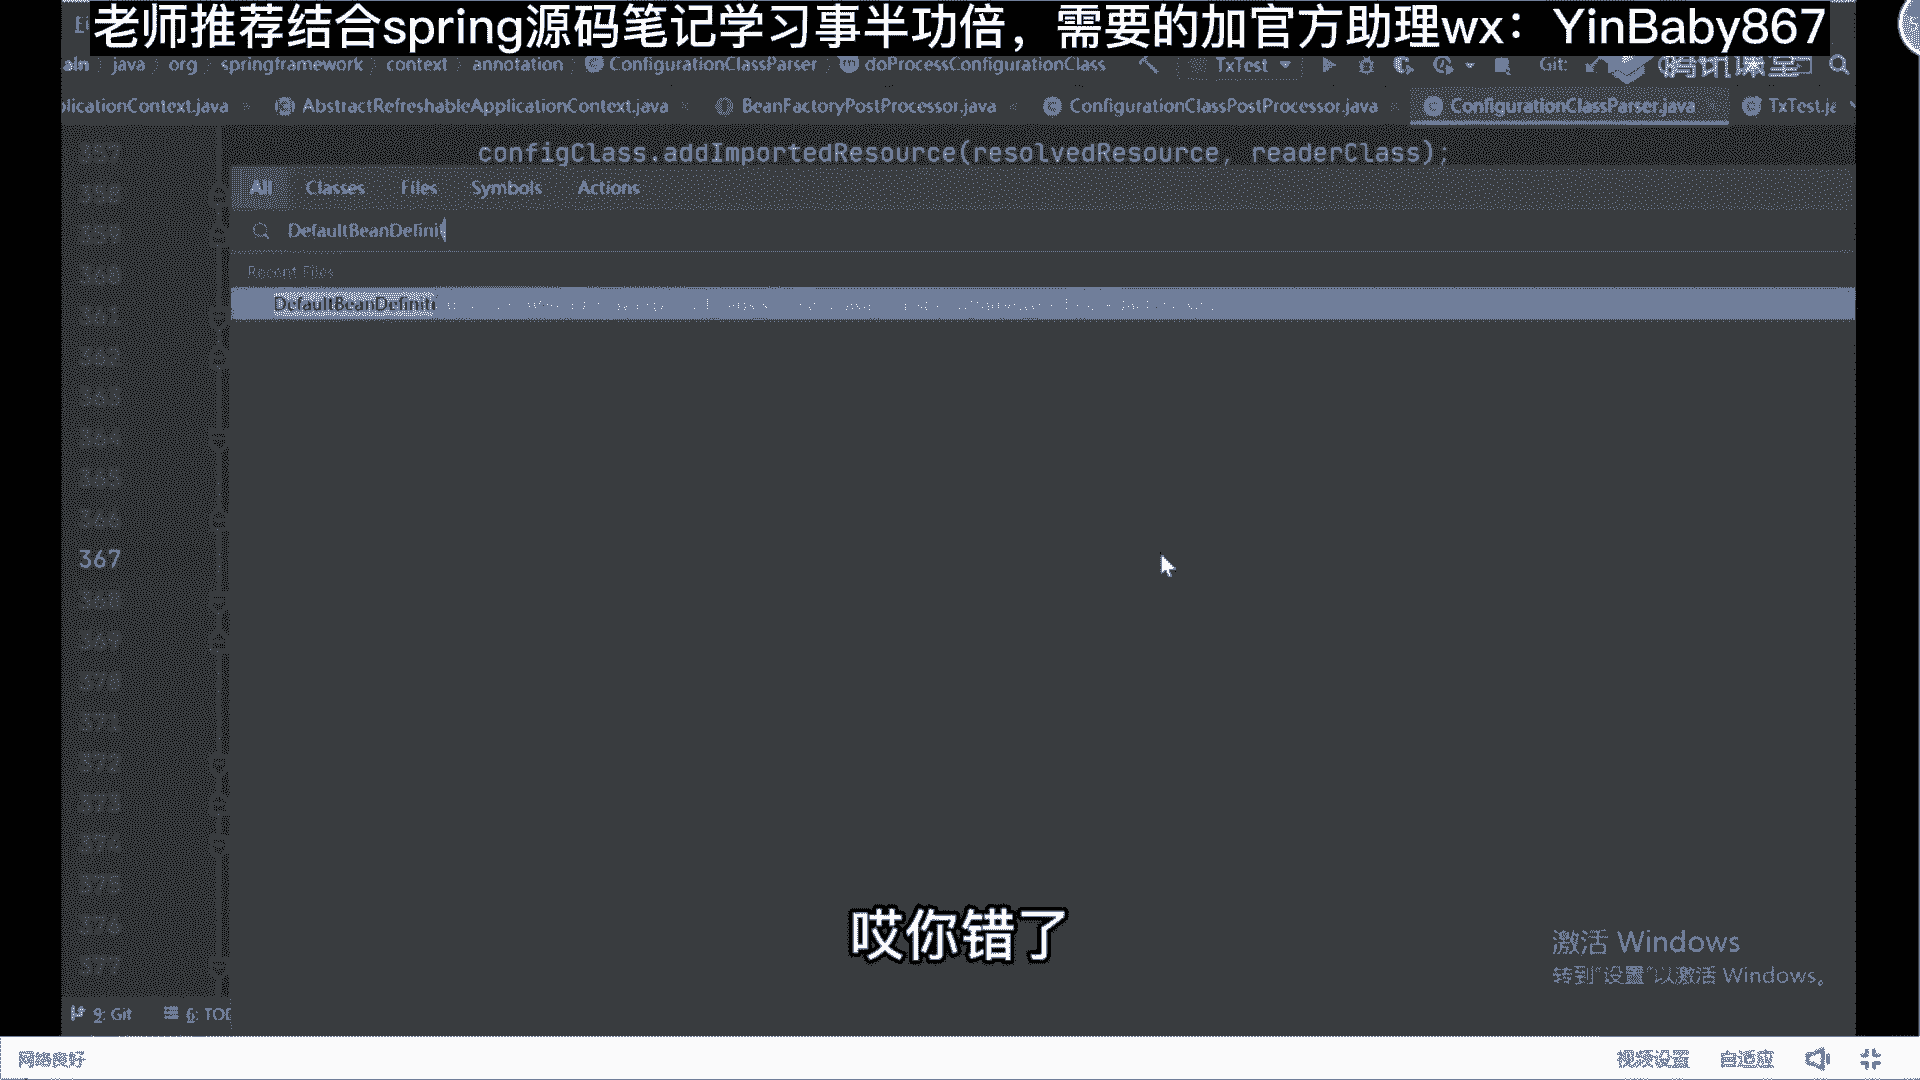 老师推荐结合spring源码笔记学习事半功倍，需要的加官方助理wx：YinBaby867
ain java org springframework context annotation ConfigurationClassParser doProcessConfigurationClass TxTest Git: 腾讯课堂
plicationContext.java AbstractRefreshableApplicationContext.java BeanFactoryPostProcessor.java ConfigurationClassPostProcessor.java ConfigurationClassParser.java TxTest.ja
357 configClass.addImportedResource(resolvedResource, readerClass);
358
All Classes Files Symbols Actions
359
DefaultBeanDefinit
360
Recent Files
DefaultBeanDefiniti
361
362
363
364
365
366
367
368
369
370
371
372
373
374
375
376
377
哎你错了
激活 Windows
转到“设置”以激活 Windows。
9: Git 6: TOD
网络良好 视频设置 自适应